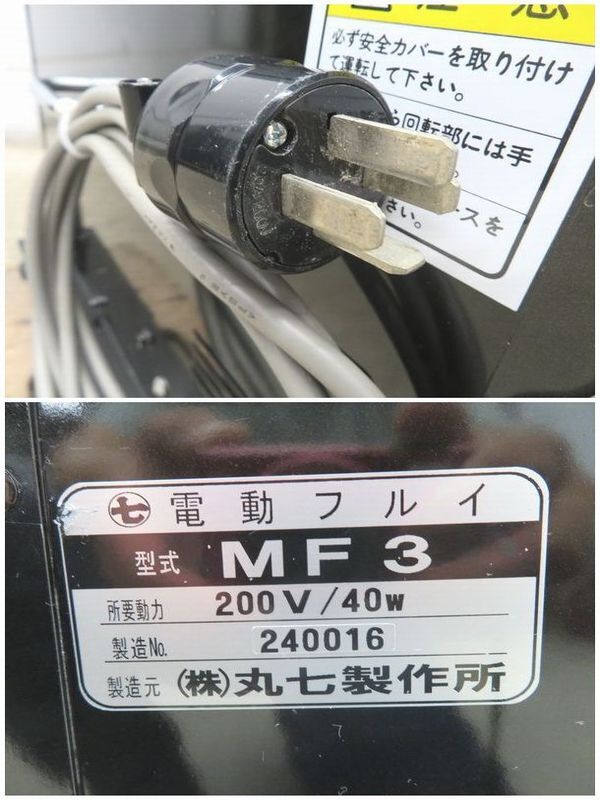 必ず安全カバーを取り付け
て運転して下さい。
回転部には手
さい。
ースを
㊆ 電動フルイ
型式 MF3
所要動力 200V/40W
製造No. 240016
製造元 (株)丸七製作所